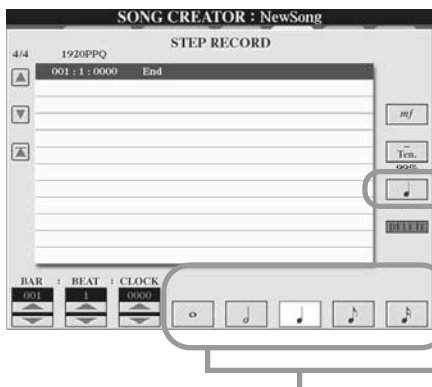 SONG CREATOR : NewSong
STEP RECORD
4/4 1920PPQ
001 : 1 : 0000 End
mf
Ten.
99%
DELETE
BAR : BEAT : CLOCK
001 1 0000